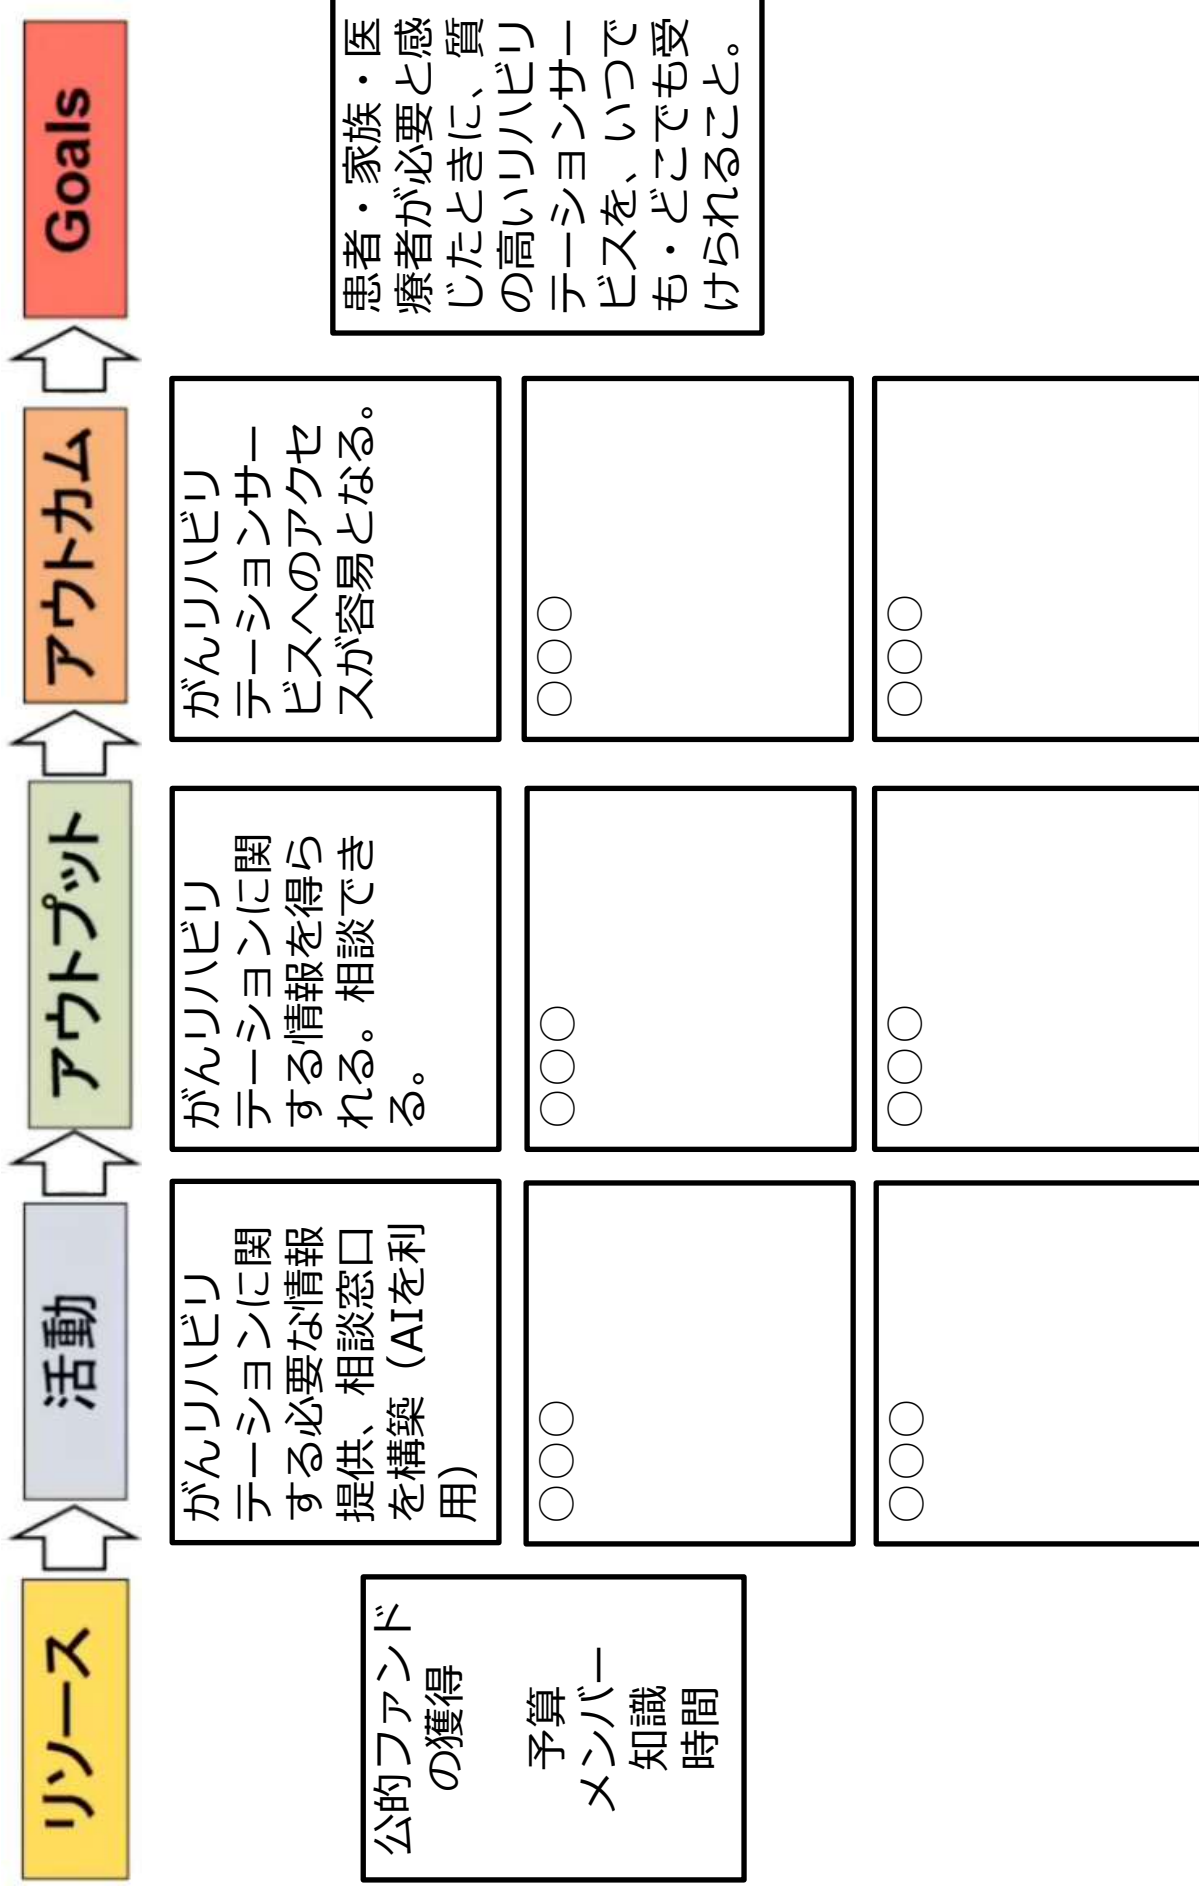 リソース
活動
アウトプット
アウトカム
Goals
公的ファンド
の獲得
予算
メンバー
知識
時間
がんリハビリ
テーションに関
する必要な情報
提供、相談窓口
を構築（AIを利
用）
がんリハビリ
テーションに関
する情報を得ら
れる。相談でき
る。
がんリハビリ
テーションサー
ビスへのアクセ
スが容易となる。
〇〇〇
〇〇〇
〇〇〇
〇〇〇
〇〇〇
〇〇〇
患者・家族・医
療者が必要と感
じたときに、質
の高いリハビリ
テーションサー
ビスを、いつで
も・どこでも受
けられること。